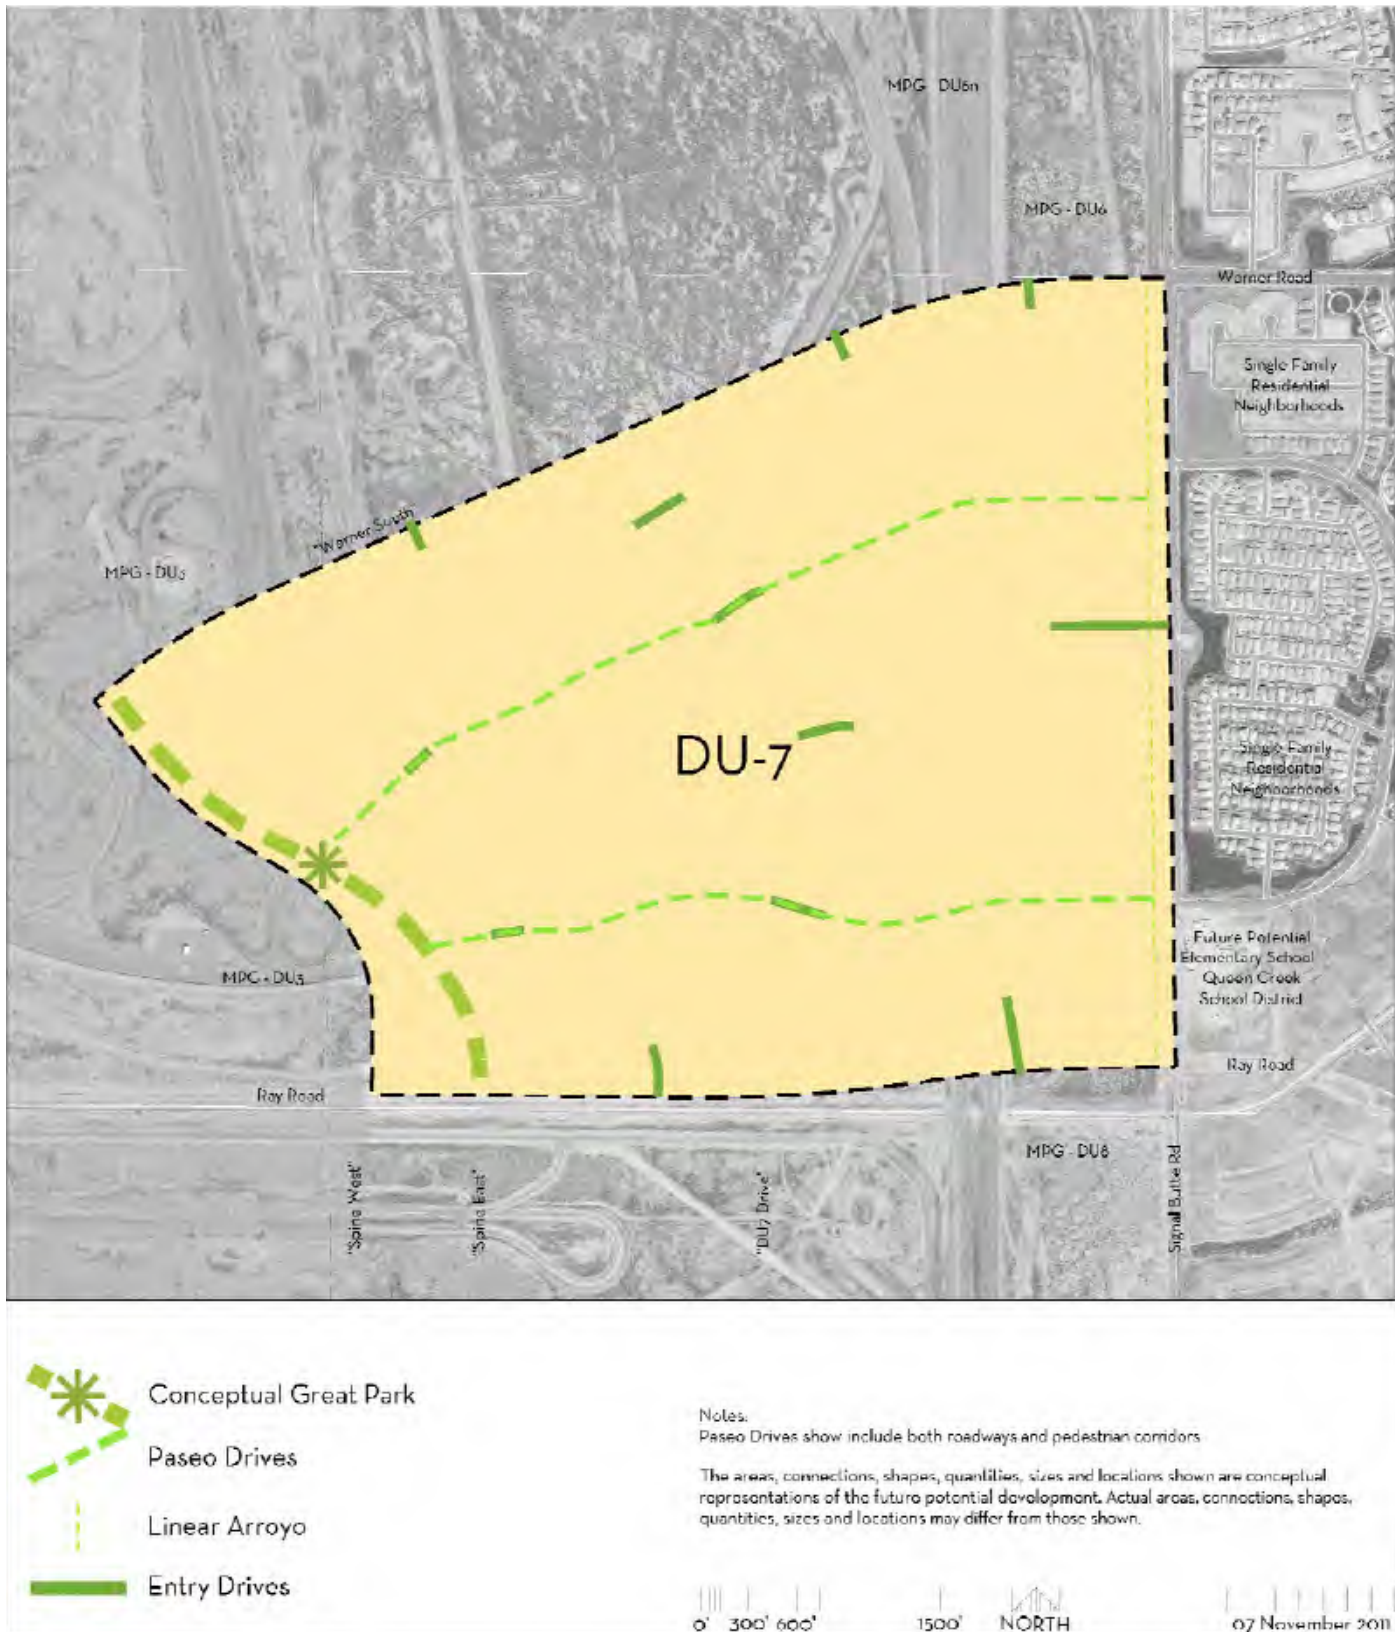 MPG - DU6n
MPG - DU6
Warner Road
Single Family
Residential
Neighborhoods
"Warner South"
MPG - DU5
DU-7
Single Family
Residential
Neighborhoods
Future Potential
Elementary School
Queen Creek
School District
MPG - DU5
Ray Road
Ray Road
MPG - DU8
"Spine West"
"Spine East"
"DU7 Drive"
Signal Butte Rd
Conceptual Great Park
Paseo Drives
Linear Arroyo
Entry Drives
Notes:
Paseo Drives show include both roadways and pedestrian corridors
The areas, connections, shapes, quantities, sizes and locations shown are conceptual
representations of the future potential development. Actual areas, connections, shapes,
quantities, sizes and locations may differ from those shown.
0' 300' 600' 1500' NORTH 07 November 2011